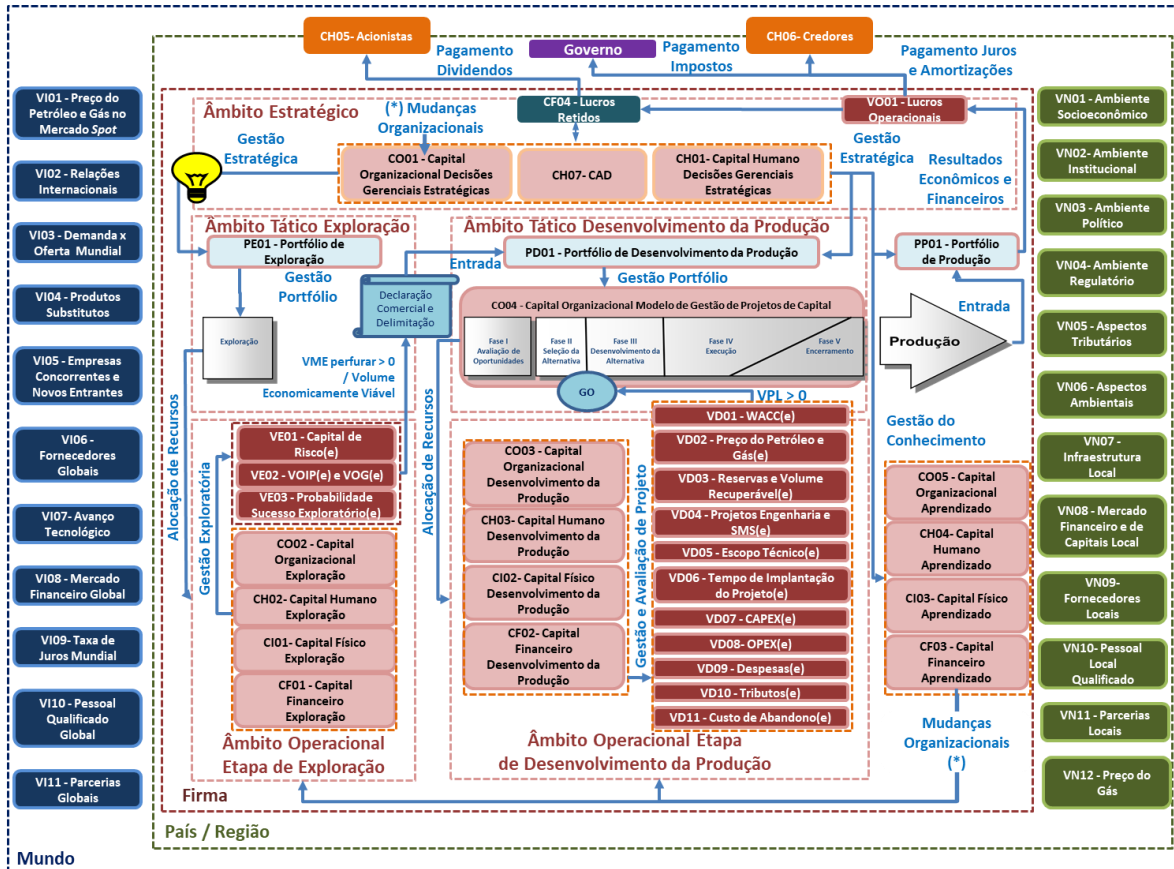 CH05- Acionistas
Governo
CH06- Credores
Pagamento
Dividendos
Pagamento
Impostos
Pagamento Juros
e Amortizações
VI01 - Preço do
Petróleo e Gás no
Mercado Spot
VI02 - Relações
Internacionais
VI03 - Demanda x
Oferta Mundial
VI04 - Produtos
Substitutos
VI05 - Empresas
Concorrentes e
Novos Entrantes
VI06 -
Fornecedores
Globais
VI07- Avanço
Tecnológico
VI08 - Mercado
Financeiro Global
VI09 - Taxa de
Juros Mundial
VI10 - Pessoal
Qualificado
Global
VI11 - Parcerias
Globais
Âmbito Estratégico
(*) Mudanças
Organizacionais
CF04 - Lucros
Retidos
VO01 - Lucros
Operacionais
Gestão
Estratégica
CO01 - Capital
Organizacional Decisões
Gerenciais Estratégicas
CH07- CAD
CH01- Capital Humano
Decisões Gerenciais
Estratégicas
Gestão
Estratégica
Resultados
Econômicos e
Financeiros
Âmbito Tático Exploração
PE01 - Portfólio de
Exploração
Gestão
Portfólio
Exploração
Entrada
Declaração
Comercial e
Delimitação
VME perfurar > 0
/ Volume
Economicamente Viável
Âmbito Tático Desenvolvimento da Produção
PD01 - Portfólio de Desenvolvimento da Produção
Gestão Portfólio
CO04 - Capital Organizacional Modelo de Gestão de Projetos de Capital
Fase I
Avaliação de
Oportunidades
Fase II
Seleção da
Alternativa
Fase III
Desenvolvimento da
Alternativa
Fase IV
Execução
Fase V
Encerramento
GO
VPL > 0
PP01 - Portfólio
de Produção
Entrada
Produção
Alocação de Recursos
Gestão Exploratória
VE01 - Capital de
Risco(e)
VE02 - VOIP(e) e VOG(e)
VE03 - Probabilidade
Sucesso Exploratório(e)
CO02 - Capital
Organizacional
Exploração
CH02- Capital Humano
Exploração
CI01- Capital Físico
Exploração
CF01 - Capital
Financeiro
Exploração
Âmbito Operacional
Etapa de Exploração
Alocação de Recursos
CO03 - Capital
Organizacional
Desenvolvimento da
Produção
CH03- Capital Humano
Desenvolvimento da
Produção
CI02- Capital Físico
Desenvolvimento da
Produção
CF02- Capital
Financeiro
Desenvolvimento da
Produção
Gestão e Avaliação de Projeto
VD01 - WACC(e)
VD02 - Preço do Petróleo e
Gás(e)
VD03 - Reservas e Volume
Recuperável(e)
VD04 - Projetos Engenharia e
SMS(e)
VD05 - Escopo Técnico(e)
VD06 - Tempo de Implantação
do Projeto(e)
VD07 - CAPEX(e)
VD08 - OPEX(e)
VD09 - Despesas(e)
VD10 - Tributos(e)
VD11 - Custo de Abandono(e)
Âmbito Operacional Etapa
de Desenvolvimento da Produção
Gestão do
Conhecimento
CO05 - Capital
Organizacional
Aprendizado
CH04 - Capital
Humano
Aprendizado
CI03- Capital Físico
Aprendizado
CF03 - Capital
Financeiro
Aprendizado
Mudanças
Organizacionais
(*)
VN01 - Ambiente
Socioeconômico
VN02- Ambiente
Institucional
VN03 - Ambiente
Político
VN04- Ambiente
Regulatório
VN05 - Aspectos
Tributários
VN06 - Aspectos
Ambientais
VN07 -
Infraestrutura
Local
VN08 - Mercado
Financeiro e de
Capitais Local
VN09-
Fornecedores
Locais
VN10- Pessoal
Local
Qualificado
VN11 - Parcerias
Locais
VN12 - Preço do
Gás
Firma
País / Região
Mundo